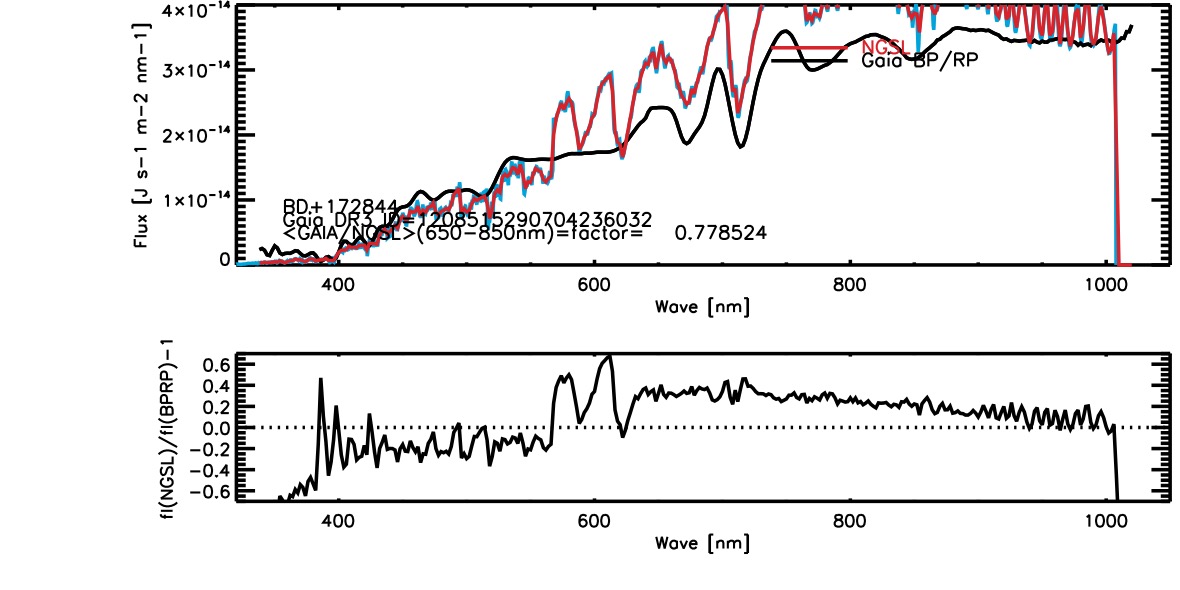 4×10⁻¹⁴
3×10⁻¹⁴
2×10⁻¹⁴
1×10⁻¹⁴
0
Flux [J s−1 m−2 nm−1]
NGSL
Gaia BP/RP
BD+172844
Gaia DR3 ID=1208515290704236032
<GAIA/NGSL>(650−850nm)=factor= 0.778524
400 600 800 1000
Wave [nm]
0.6
0.4
0.2
0.0
−0.2
−0.4
−0.6
fl(NGSL)/fl(BPRP)−1
400 600 800 1000
Wave [nm]